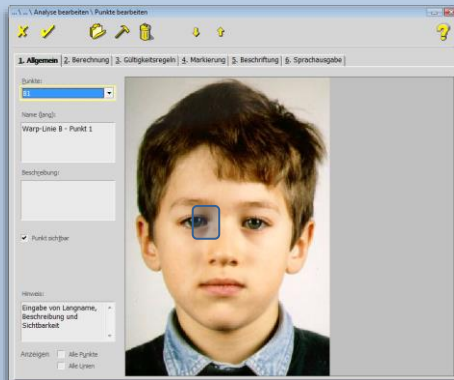 ...\ ...\ Analyse bearbeiten \ Punkte bearbeiten
1. Allgemein
2. Berechnung
3. Gültigkeitsregeln
4. Markierung
5. Beschriftung
6. Sprachausgabe
Punkte:
B1
Name (lang):
Warp-Linie B - Punkt 1
Beschreibung:
Punkt sichtbar
Hinweis:
Eingabe von Langname,
Beschreibung und
Sichtbarkeit
Anzeigen
Alle Punkte
Alle Linien